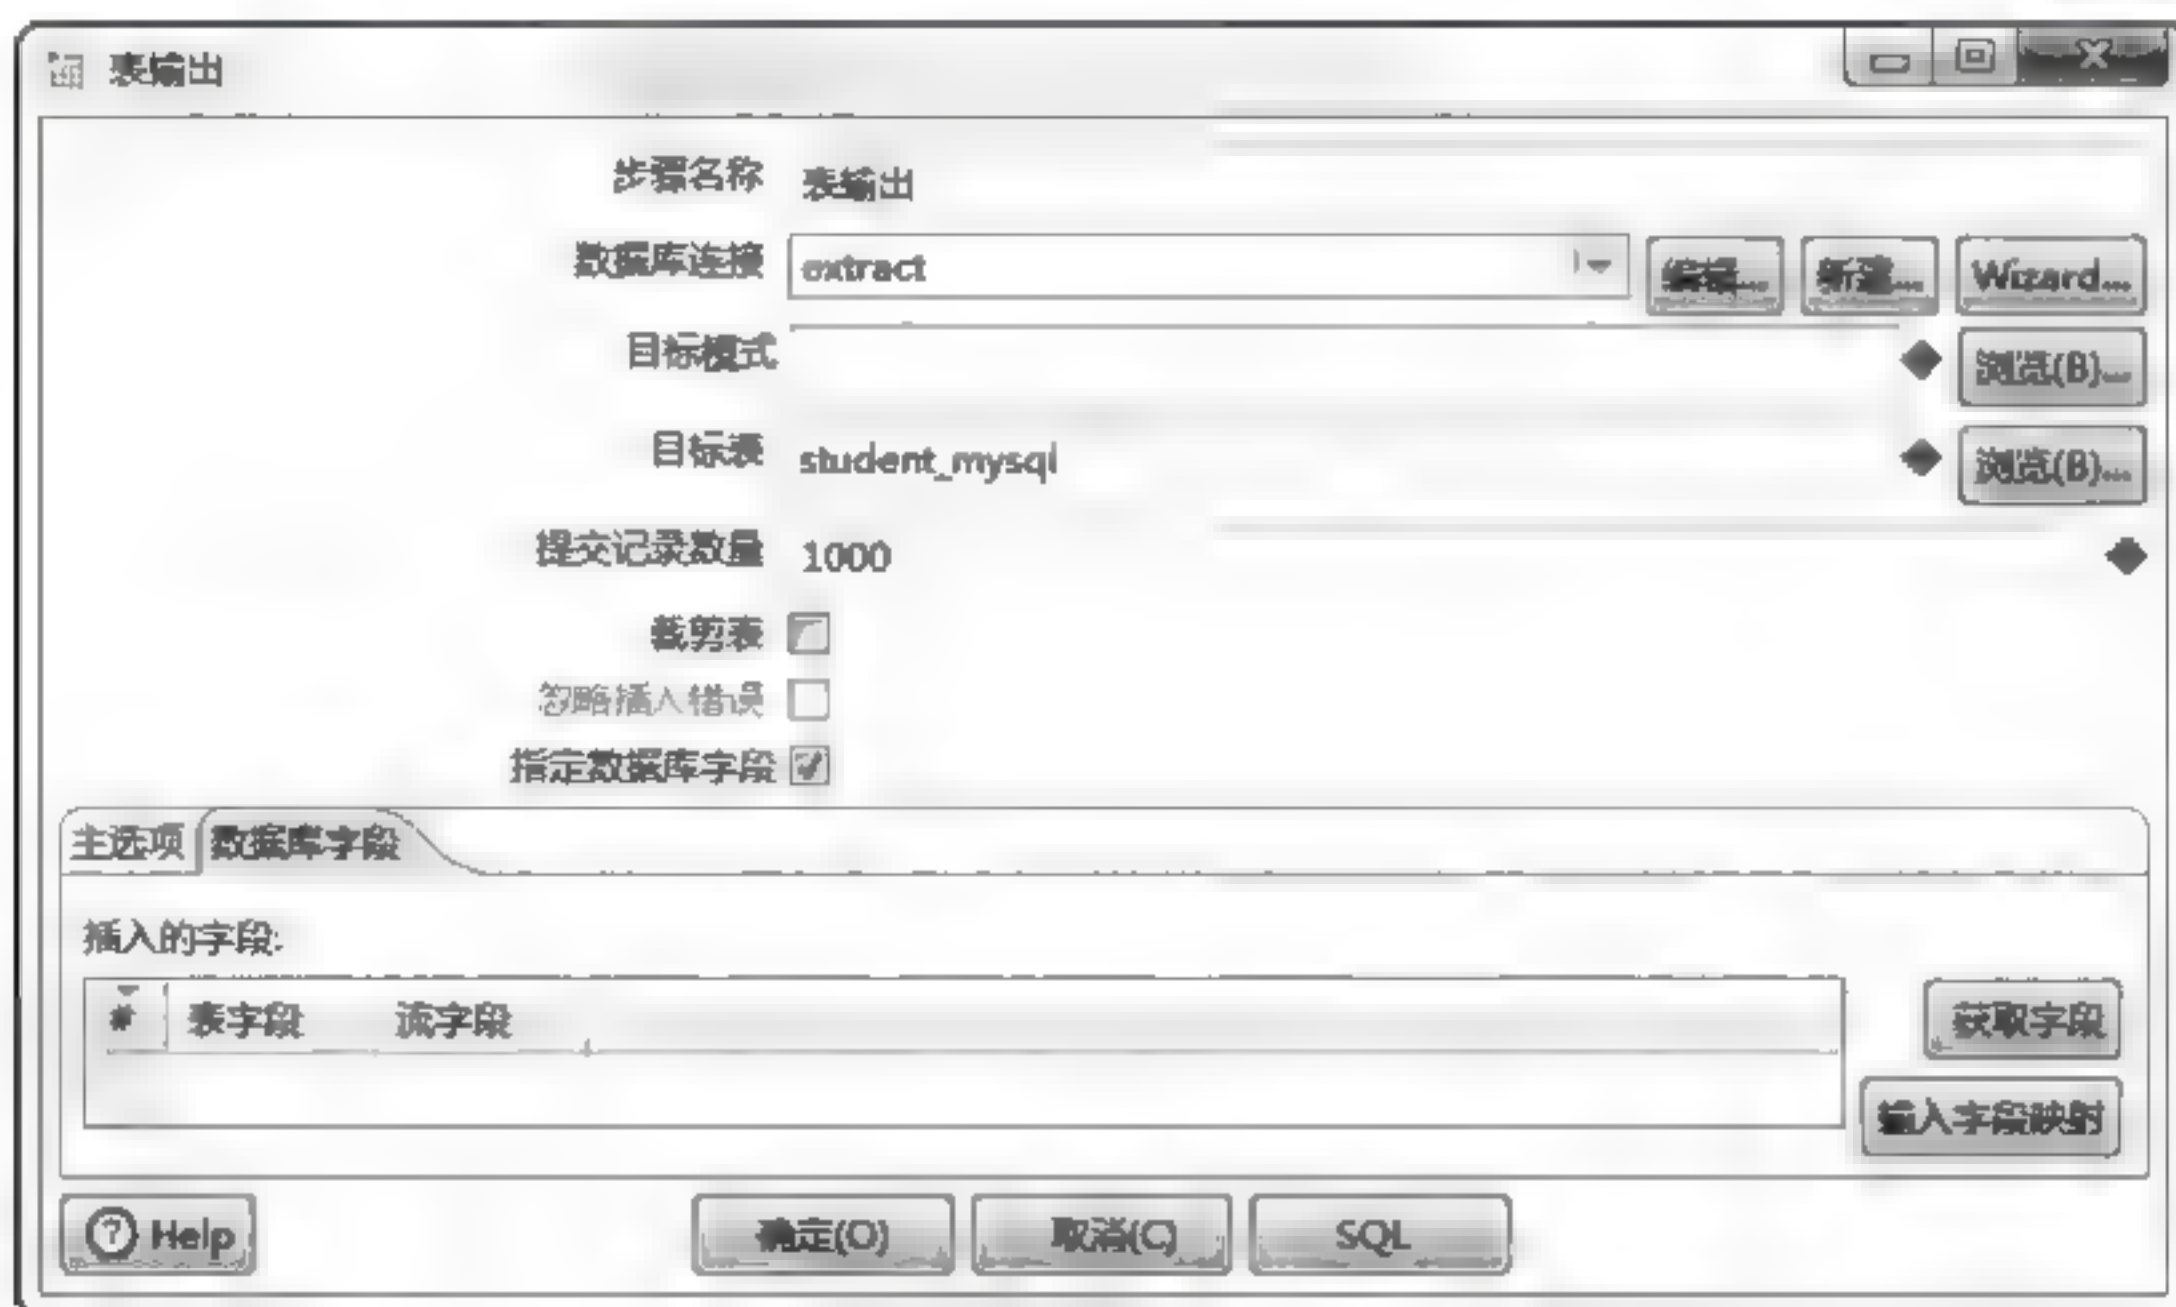 表输出
步骤名称 表输出
数据库连接 extract 编辑... 新建... Wizard...
目标模式 浏览(B)...
目标表 student_mysql 浏览(B)...
提交记录数量 1000
裁剪表
忽略插入错误
指定数据库字段
主选项 数据库字段
插入的字段:
# 表字段 流字段 获取字段
输入字段映射
Help 确定(O) 取消(C) SQL